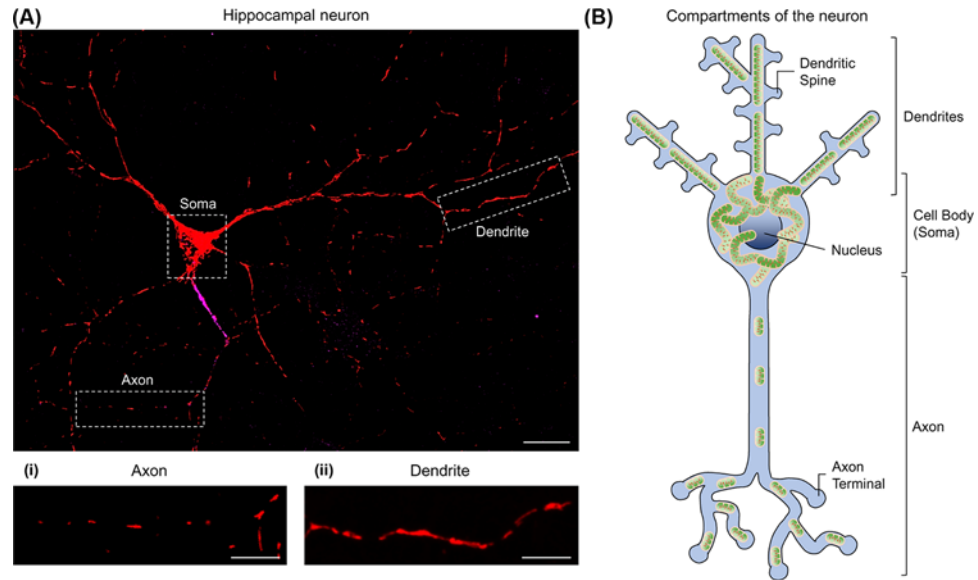 (A)
Hippocampal neuron
Soma
Dendrite
Axon
(i)
Axon
(ii)
Dendrite
(B)
Compartments of the neuron
Dendritic
Spine
Dendrites
Cell Body
(Soma)
Nucleus
Axon
Axon
Terminal